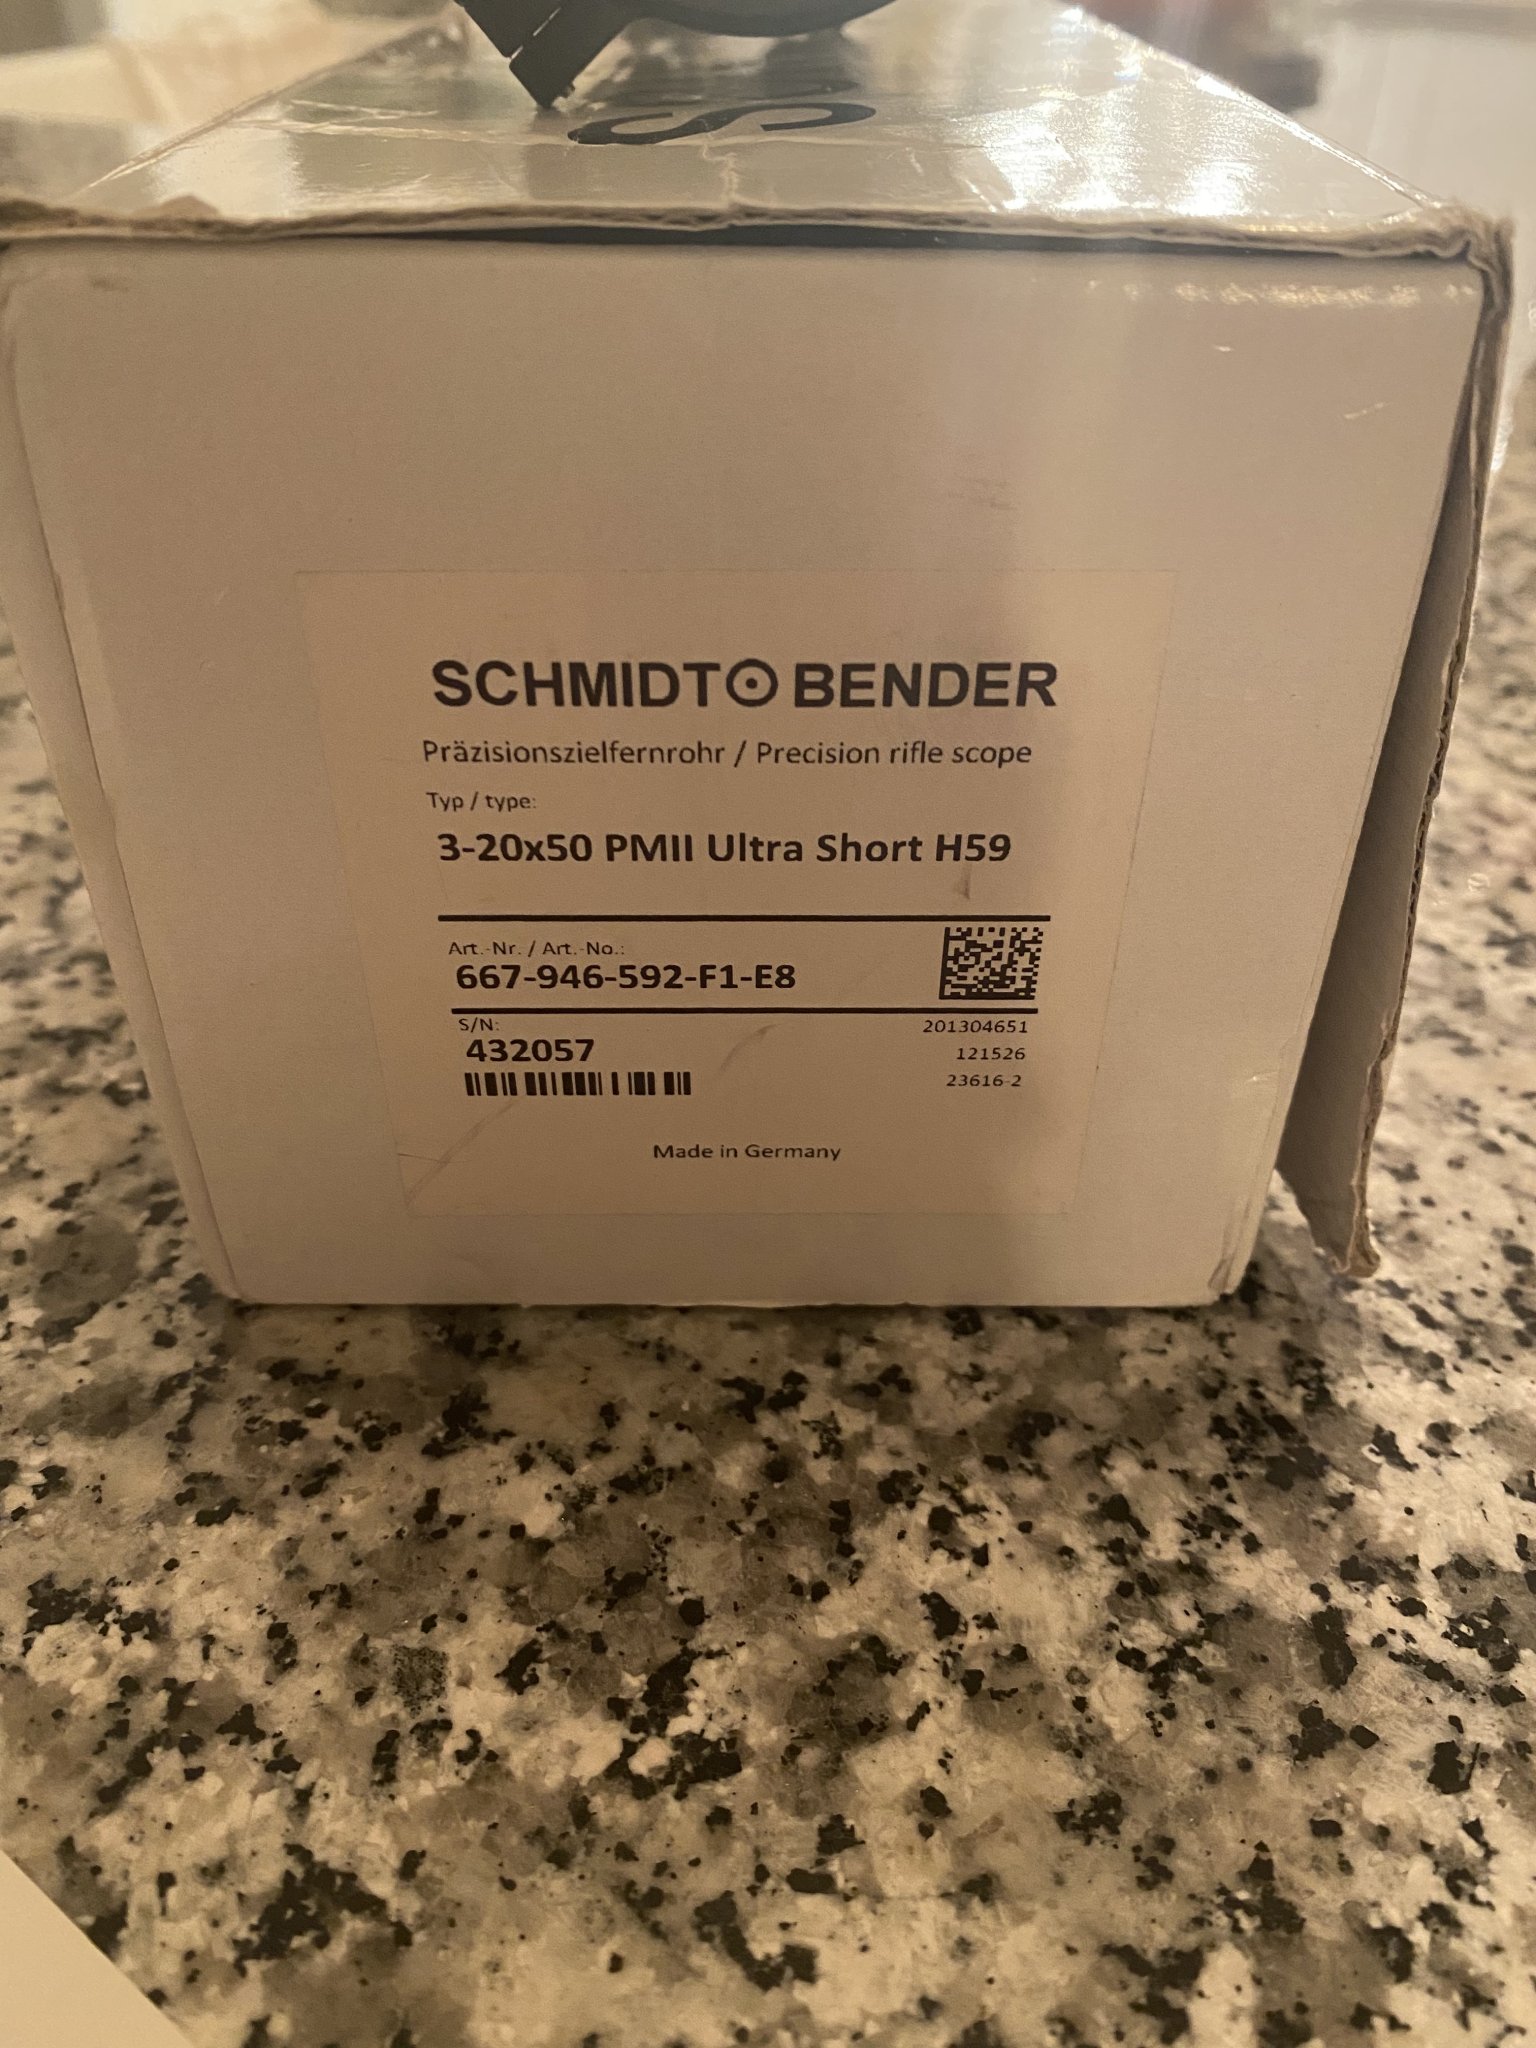 S
SCHMIDT BENDER
Präzisionszielfernrohr / Precision rifle scope
Typ / type:
3-20x50 PMII Ultra Short H59
Art.-Nr. / Art.-No.:
667-946-592-F1-E8
S/N:
432057
201304651
121526
23616-2
Made in Germany